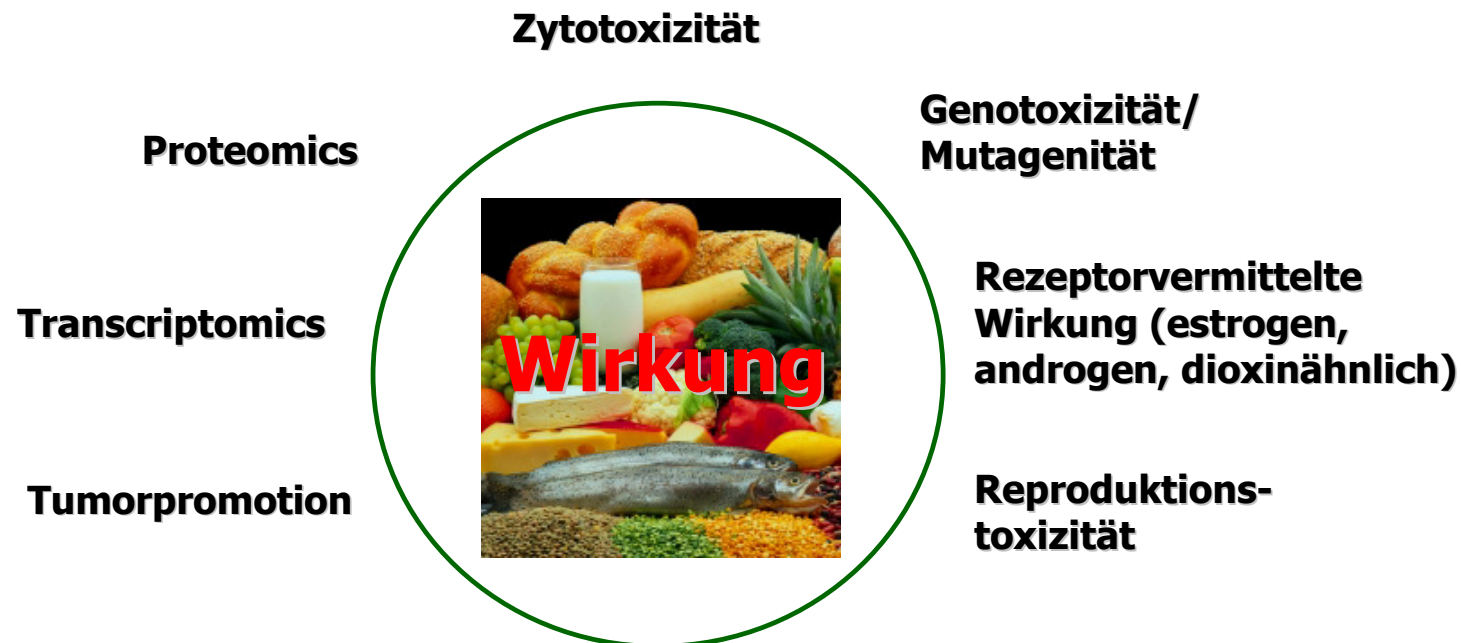 Zytotoxizität
Genotoxizität/
Mutagenität
Proteomics
Rezeptorvermittelte
Wirkung (estrogen,
androgen, dioxinähnlich)
Transcriptomics
Wirkung
Tumorpromotion
Reproduktions-
toxizität